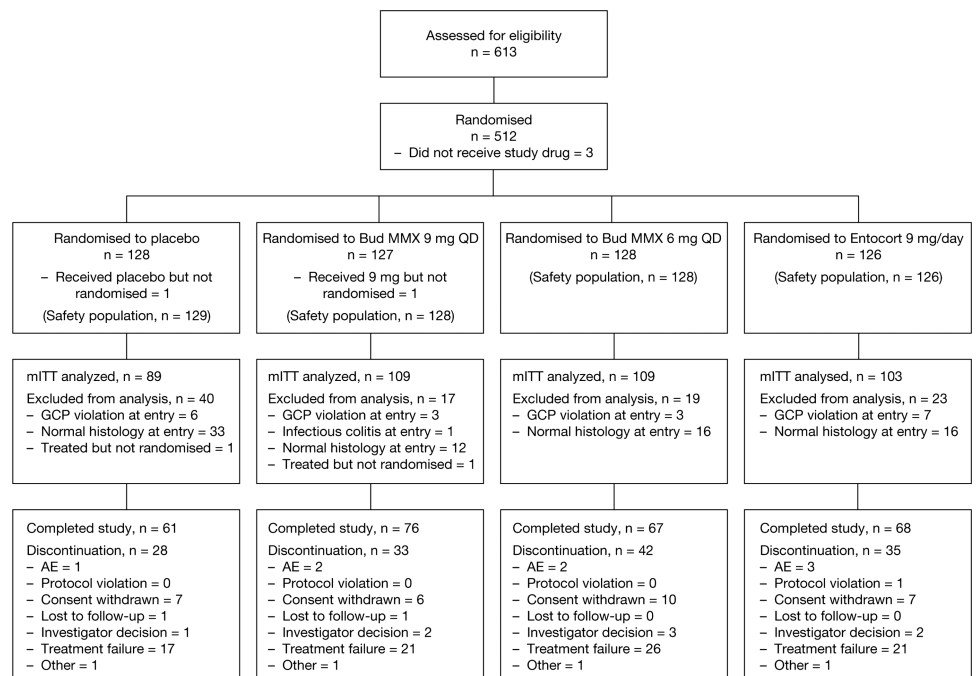 Assessed for eligibility
n = 613
Randomised
n = 512
– Did not receive study drug = 3
Randomised to placebo
n = 128
– Received placebo but not
randomised = 1
(Safety population, n = 129)
Randomised to Bud MMX 9 mg QD
n = 127
– Received 9 mg but not
randomised = 1
(Safety population, n = 128)
Randomised to Bud MMX 6 mg QD
n = 128
(Safety population, n = 128)
Randomised to Entocort 9 mg/day
n = 126
(Safety population, n = 126)
mITT analyzed, n = 89
Excluded from analysis, n = 40
– GCP violation at entry = 6
– Normal histology at entry = 33
– Treated but not randomised = 1
mITT analyzed, n = 109
Excluded from analysis, n = 17
– GCP violation at entry = 3
– Infectious colitis at entry = 1
– Normal histology at entry = 12
– Treated but not randomised = 1
mITT analyzed, n = 109
Excluded from analysis, n = 19
– GCP violation at entry = 3
– Normal histology at entry = 16
mITT analysed, n = 103
Excluded from analysis, n = 23
– GCP violation at entry = 7
– Normal histology at entry = 16
Completed study, n = 61
Discontinuation, n = 28
– AE = 1
– Protocol violation = 0
– Consent withdrawn = 7
– Lost to follow-up = 1
– Investigator decision = 1
– Treatment failure = 17
– Other = 1
Completed study, n = 76
Discontinuation, n = 33
– AE = 2
– Protocol violation = 0
– Consent withdrawn = 6
– Lost to follow-up = 1
– Investigator decision = 2
– Treatment failure = 21
– Other = 1
Completed study, n = 67
Discontinuation, n = 42
– AE = 2
– Protocol violation = 0
– Consent withdrawn = 10
– Lost to follow-up = 0
– Investigator decision = 3
– Treatment failure = 26
– Other = 1
Completed study, n = 68
Discontinuation, n = 35
– AE = 3
– Protocol violation = 1
– Consent withdrawn = 7
– Lost to follow-up = 0
– Investigator decision = 2
– Treatment failure = 21
– Other = 1